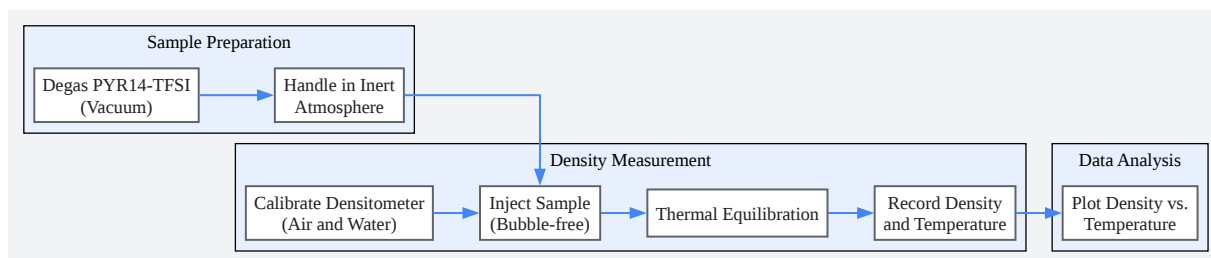 Sample Preparation
Degas PYR14-TFSI
(Vacuum)
Handle in Inert
Atmosphere
Density Measurement
Calibrate Densitometer
(Air and Water)
Inject Sample
(Bubble-free)
Thermal Equilibration
Record Density
and Temperature
Data Analysis
Plot Density vs.
Temperature